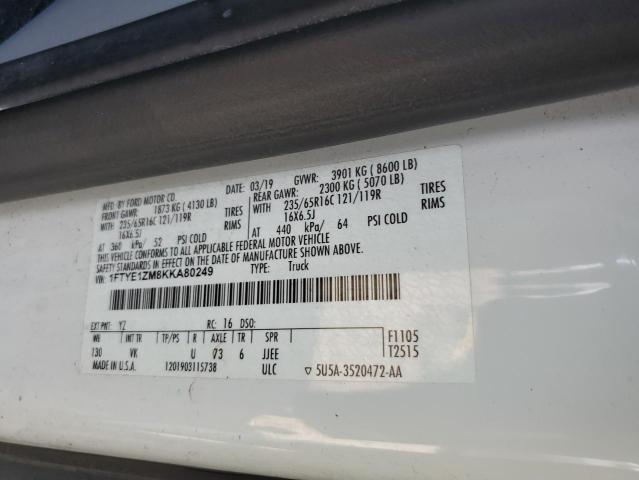 MFD. BY FORD MOTOR CO.
DATE: 03/19 GVWR: 3901 KG ( 8600 LB)
FRONT GAWR: 1873 KG ( 4130 LB) REAR GAWR: 2300 KG ( 5070 LB)
WITH 235/65R16C 121/119R TIRES WITH 235/65R16C 121/119R TIRES
16X6.5J RIMS 16X6.5J RIMS
AT 360 kPa/ 52 PSI COLD AT 440 kPa/ 64 PSI COLD
THIS VEHICLE CONFORMS TO ALL APPLICABLE FEDERAL MOTOR VEHICLE
SAFETY STANDARDS IN EFFECT ON THE DATE OF MANUFACTURE SHOWN ABOVE.
VIN: 1FTYE1ZM8KKA80249 TYPE: Truck
EXT PNT: YZ RC: 16 DSO:
WB INT TR TP/PS R AXLE TR SPR F1105
130 VK U 73 6 JJEE T2515
MADE IN U.S.A. 1201903115738 ULC 5U5A-3520472-AA